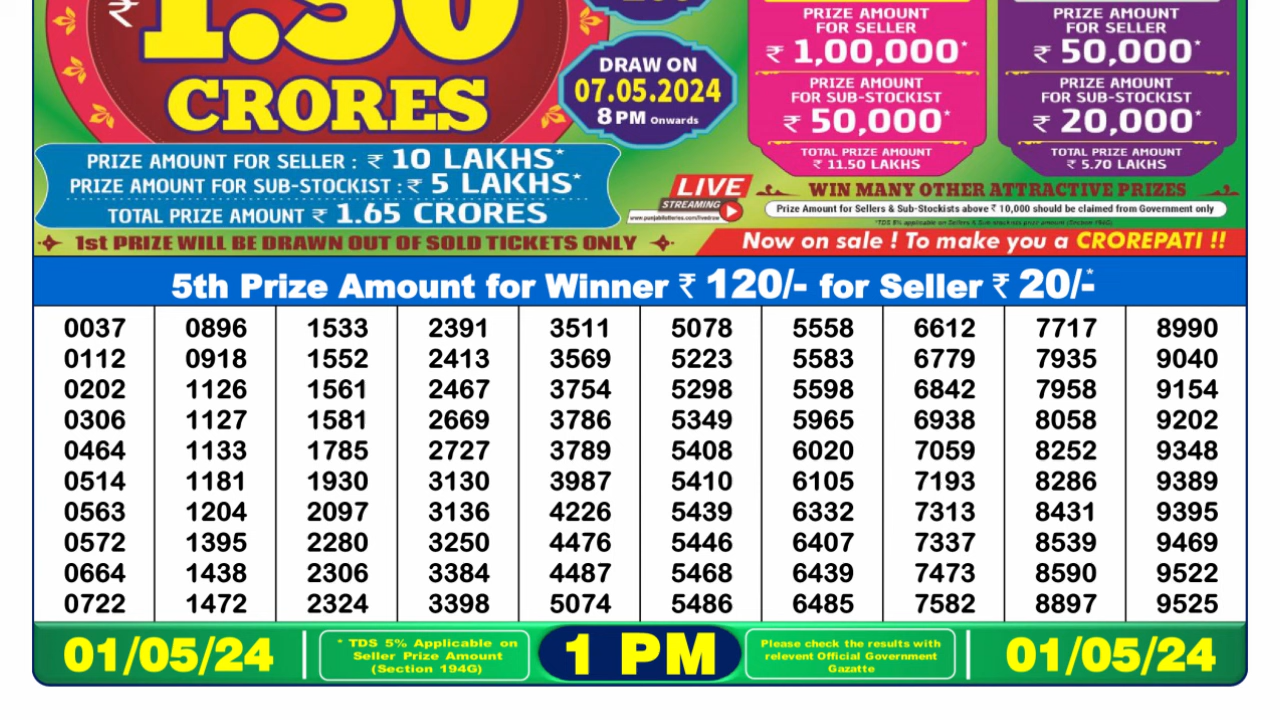 ₹ 1.50
CRORES
DRAW ON
07.05.2024
8 PM Onwards
PRIZE AMOUNT
FOR SELLER
₹ 1,00,000*
PRIZE AMOUNT
FOR SUB-STOCKIST
₹ 50,000*
TOTAL PRIZE AMOUNT
₹ 11.50 LAKHS
PRIZE AMOUNT
FOR SELLER
₹ 50,000*
PRIZE AMOUNT
FOR SUB-STOCKIST
₹ 20,000*
TOTAL PRIZE AMOUNT
₹ 5.70 LAKHS
PRIZE AMOUNT FOR SELLER : ₹ 10 LAKHS*
PRIZE AMOUNT FOR SUB-STOCKIST : ₹ 5 LAKHS*
TOTAL PRIZE AMOUNT ₹ 1.65 CRORES
LIVE
STREAMING
www.punjablotteries.com/livedraw
WIN MANY OTHER ATTRACTIVE PRIZES
Prize Amount for Sellers & Sub-Stockists above ₹ 10,000 should be claimed from Government only
1st PRIZE WILL BE DRAWN OUT OF SOLD TICKETS ONLY
Now on sale ! To make you a CROREPATI !!
5th Prize Amount for Winner ₹ 120/- for Seller ₹ 20/-*
0037 0896 1533 2391 3511 5078 5558 6612 7717 8990
0112 0918 1552 2413 3569 5223 5583 6779 7935 9040
0202 1126 1561 2467 3754 5298 5598 6842 7958 9154
0306 1127 1581 2669 3786 5349 5965 6938 8058 9202
0464 1133 1785 2727 3789 5408 6020 7059 8252 9348
0514 1181 1930 3130 3987 5410 6105 7193 8286 9389
0563 1204 2097 3136 4226 5439 6332 7313 8431 9395
0572 1395 2280 3250 4476 5446 6407 7337 8539 9469
0664 1438 2306 3384 4487 5468 6439 7473 8590 9522
0722 1472 2324 3398 5074 5486 6485 7582 8897 9525
01/05/24
* TDS 5% Applicable on
Seller Prize Amount
(Section 194G)
1 PM
Please check the results with
relevent Official Government
Gazatte
01/05/24